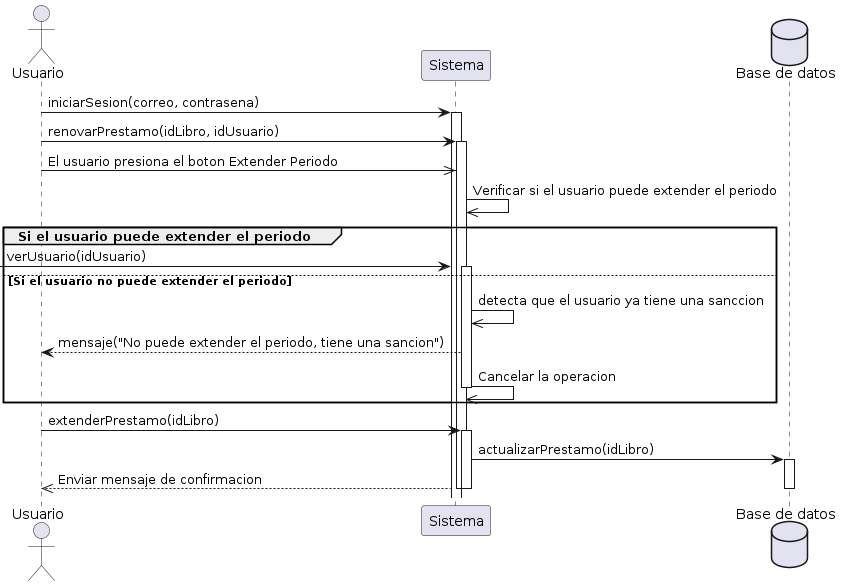 Usuario
Sistema
Base de datos
iniciarSesion(correo, contrasena)
renovarPrestamo(idLibro, idUsuario)
El usuario presiona el boton Extender Periodo
Verificar si el usuario puede extender el periodo
Si el usuario puede extender el periodo
verUsuario(idUsuario)
[Si el usuario no puede extender el periodo]
detecta que el usuario ya tiene una sanccion
mensaje("No puede extender el periodo, tiene una sancion")
Cancelar la operacion
extenderPrestamo(idLibro)
actualizarPrestamo(idLibro)
Enviar mensaje de confirmacion
Usuario
Sistema
Base de datos